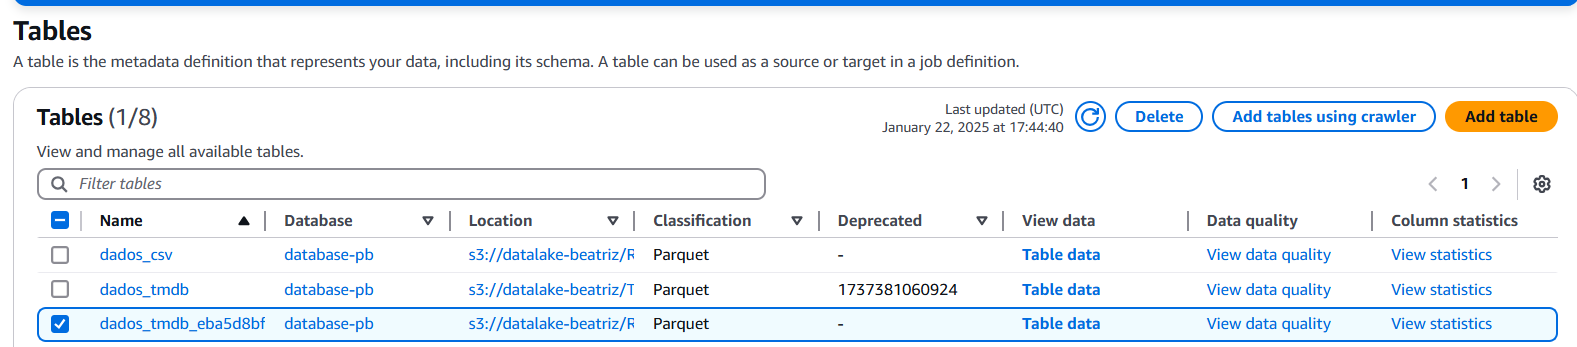 Tables
A table is the metadata definition that represents your data, including its schema. A table can be used as a source or target in a job definition.
Tables (1/8)
Last updated (UTC)
January 22, 2025 at 17:44:40
Delete
Add tables using crawler
Add table
View and manage all available tables.
Filter tables
1
Name Database Location Classification Deprecated View data Data quality Column statistics
dados_csv database-pb s3://datalake-beatriz/R Parquet - Table data View data quality View statistics
dados_tmdb database-pb s3://datalake-beatriz/T Parquet 1737381060924 Table data View data quality View statistics
dados_tmdb_eba5d8bf database-pb s3://datalake-beatriz/R Parquet - Table data View data quality View statistics